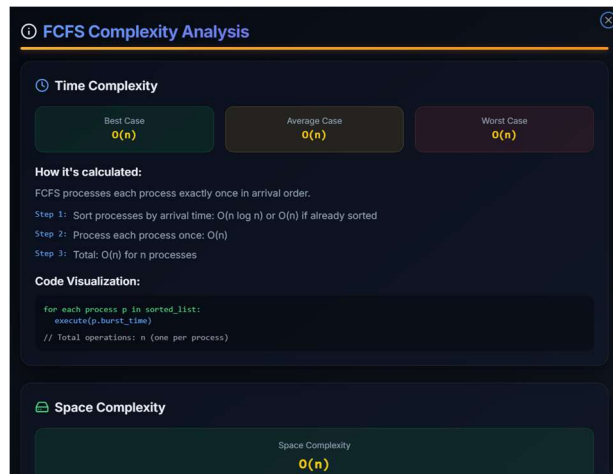 FCFS Complexity Analysis
Time Complexity
Best Case
O(n)
Average Case
O(n)
Worst Case
O(n)
How it's calculated:
FCFS processes each process exactly once in arrival order.
Step 1: Sort processes by arrival time: O(n log n) or O(n) if already sorted
Step 2: Process each process once: O(n)
Step 3: Total: O(n) for n processes
Code Visualization:
for each process p in sorted_list:
execute(p.burst_time)
// Total operations: n (one per process)
Space Complexity
Space Complexity
O(n)